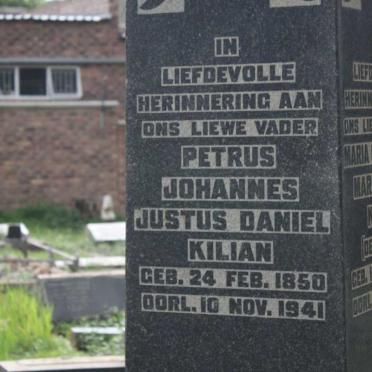 IN
LIEFDEVOLLE
HERINNERING AAN
ONS LIEWE VADER
PETRUS
JOHANNES
JUSTUS DANIEL
KILIAN
GEB. 24 FEB. 1850
OORL. 10 NOV. 1941
MARIA